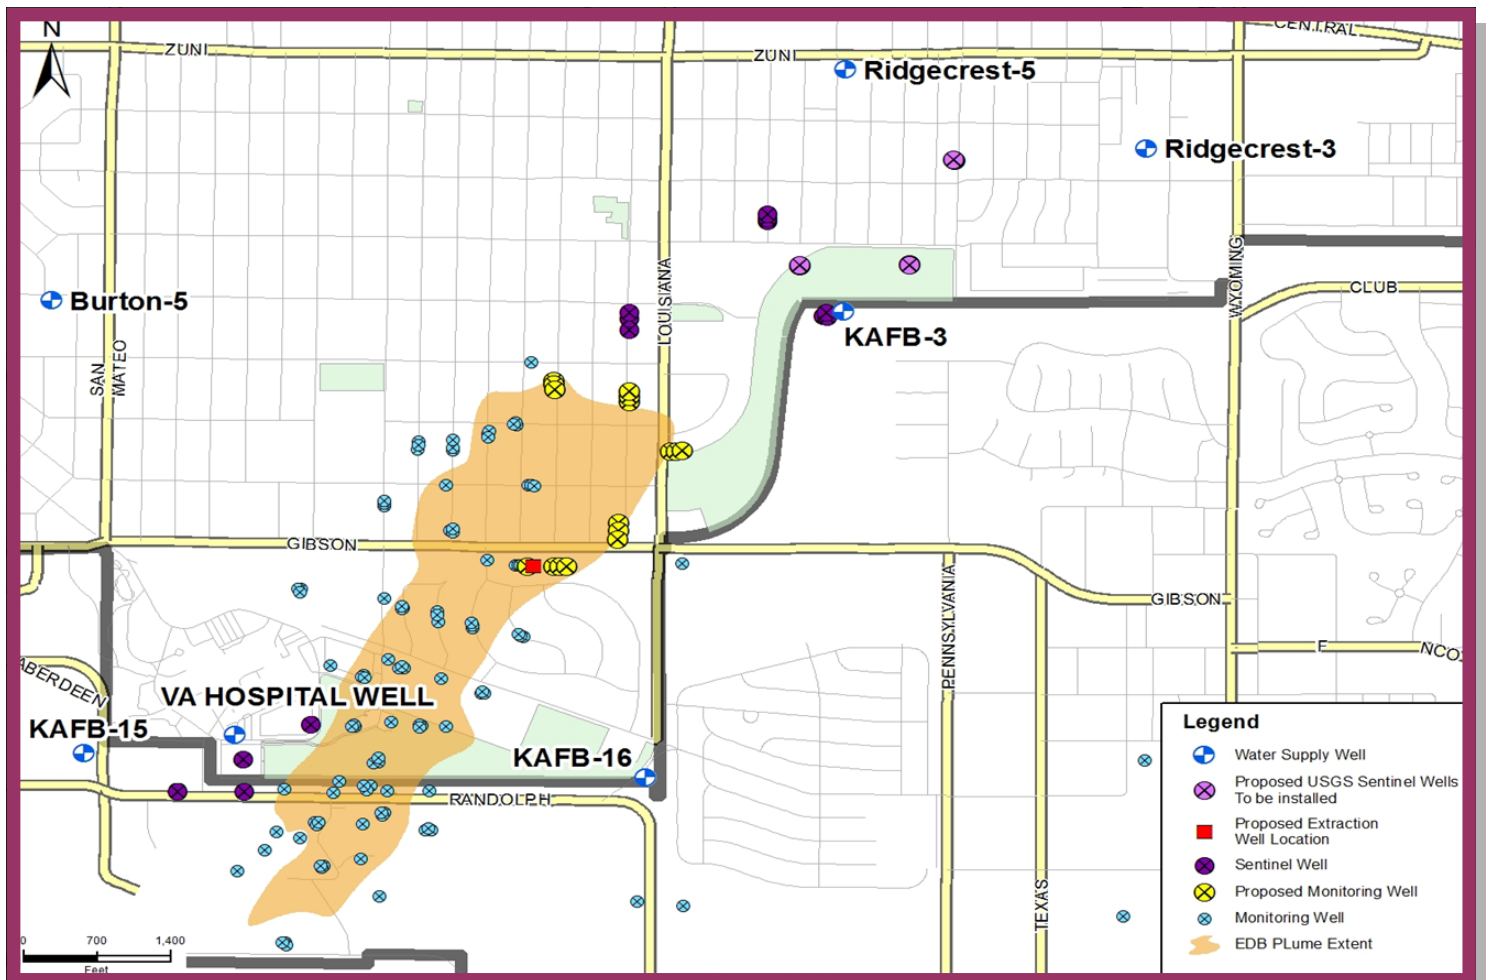 N
CENTRAL
ZUNI
ZUNI
Ridgecrest-5
Ridgecrest-3
WYOMING
LOUISIANA
CLUB
Burton-5
KAFB-3
SAN
MATEO
GIBSON
PENNSYLVANIA
GIBSON
F
NCO
ABERDEEN
VA HOSPITAL WELL
KAFB-15
KAFB-16
RANDOLPH
TEXAS
Legend
Water Supply Well
Proposed USGS Sentinel Wells
To be installed
Proposed Extraction
Well Location
Sentinel Well
Proposed Monitoring Well
Monitoring Well
EDB PLume Extent
0 700 1,400
Feet